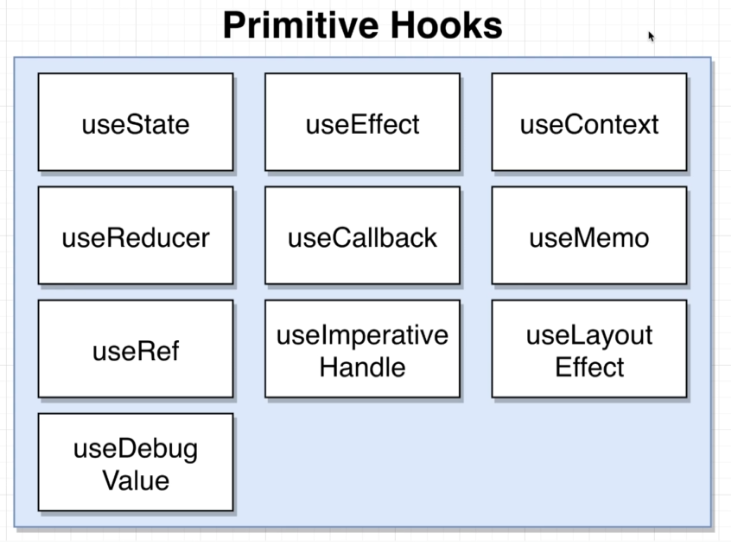 Primitive Hooks
useState
useEffect
useContext
useReducer
useCallback
useMemo
useRef
useImperative
Handle
useLayout
Effect
useDebug
Value